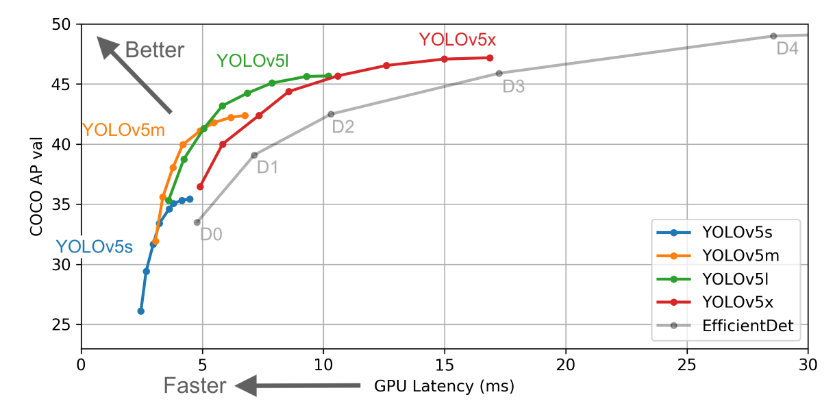 50
45
40
35
30
25
COCO AP val
Better
YOLOv5x
YOLOv5l
YOLOv5m
YOLOv5s
D4
D3
D2
D1
D0
YOLOv5s
YOLOv5m
YOLOv5l
YOLOv5x
EfficientDet
0 5 10 15 20 25 30
Faster
GPU Latency (ms)